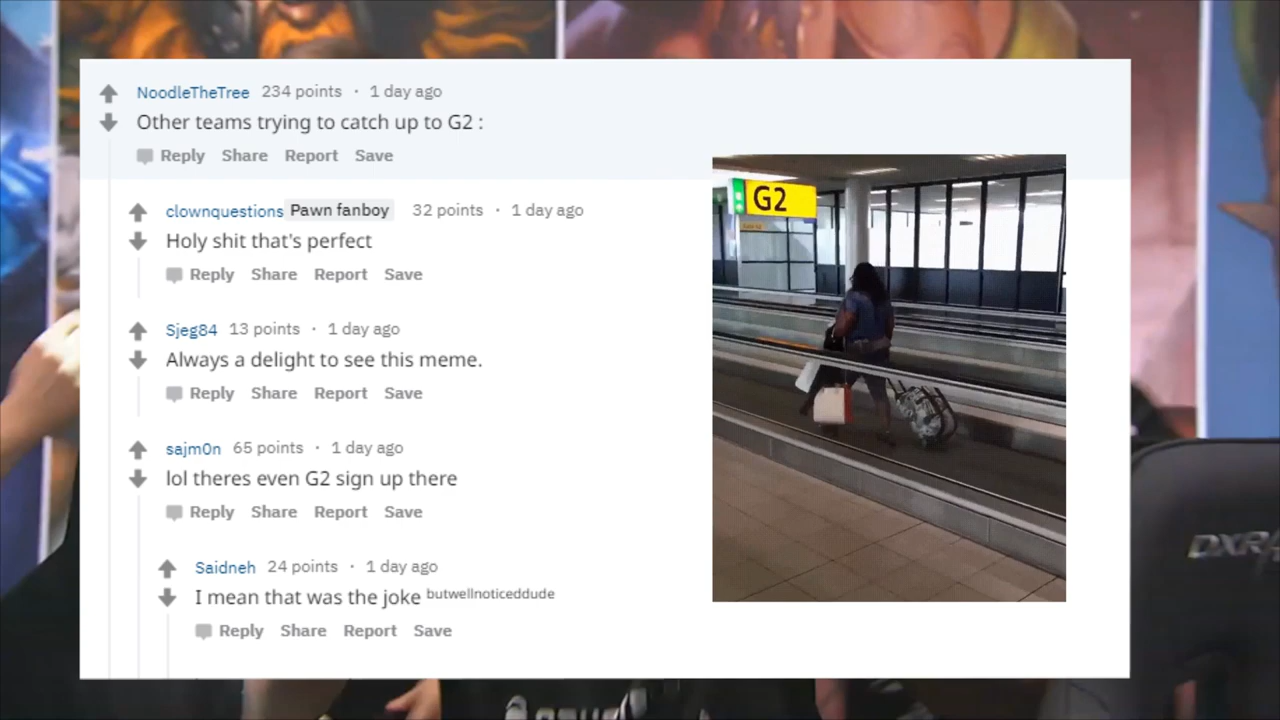 NoodleTheTree 234 points · 1 day ago
Other teams trying to catch up to G2 :
Reply Share Report Save
clownquestions Pawn fanboy 32 points · 1 day ago
Holy shit that's perfect
Reply Share Report Save
Sjeg84 13 points · 1 day ago
Always a delight to see this meme.
Reply Share Report Save
sajm0n 65 points · 1 day ago
lol theres even G2 sign up there
Reply Share Report Save
Saidneh 24 points · 1 day ago
I mean that was the joke butwellnoticeddude
Reply Share Report Save
G2